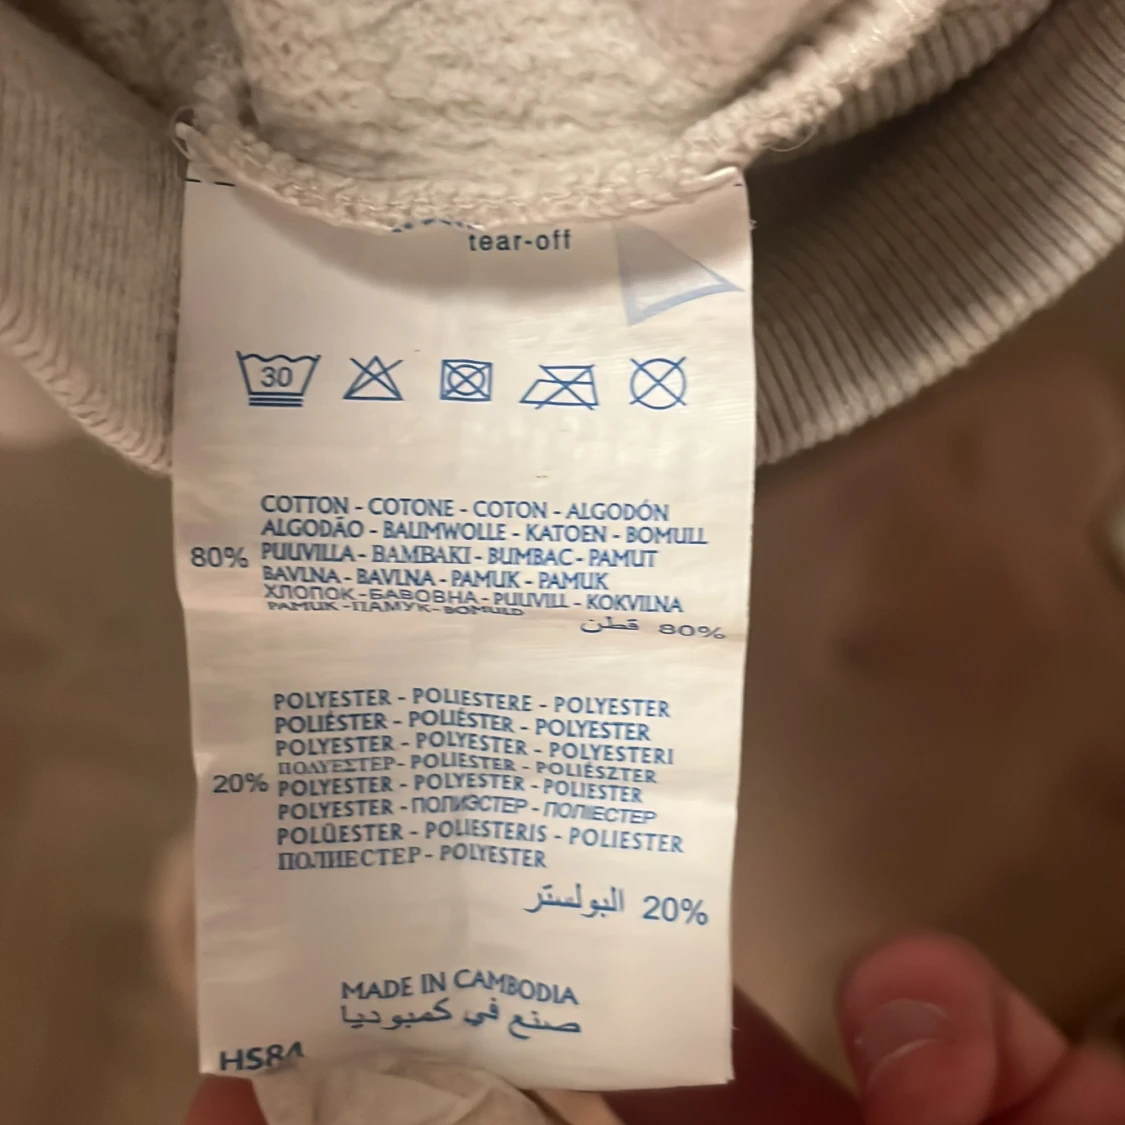 tear-off
30
COTTON - COTONE - COTON - ALGODÓN
ALGODÃO - BAUMWOLLE - KATOEN - BOMULL
80% PUUVILLA - BAMBAKI - BUMBAC - PAMUT
BAVLNA - BAVLNA - PAMUK - PAMUK
ХЛОПОК - БАВОВНА - PUUVILL - KOKVILNA
PAMUK - ПАМУК - BOMULD
80% قطن
POLYESTER - POLIESTERE - POLYESTER
POLIÉSTER - POLIÉSTER - POLYESTER
POLYESTER - POLYESTER - POLYESTERI
ΠΟΛΥΕΣΤΕΡ - POLIESTER - POLIÉSZTER
20% POLYESTER - POLYESTER - POLIESTER
POLYESTER - ПОЛИЭСТЕР - ПОЛІЕСТЕР
POLÜESTER - POLIESTERIS - POLIESTER
ПОЛИЕСТЕР - POLYESTER
20% البولستر
MADE IN CAMBODIA
صنع في كمبوديا